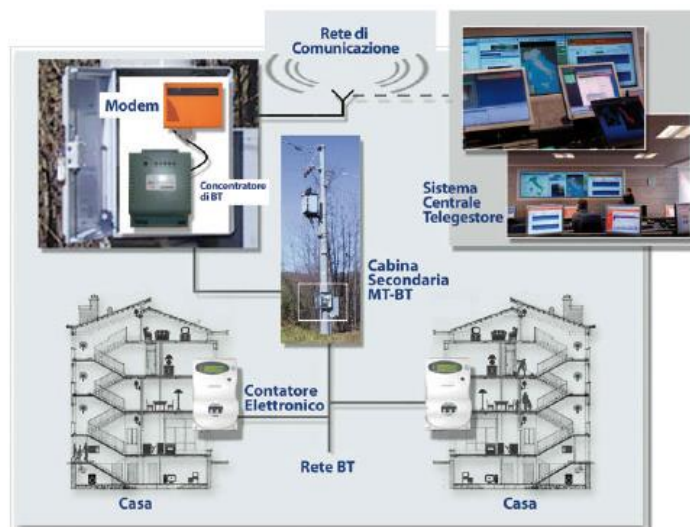 Rete di
Comunicazione
Modem
Concentratore
di BT
Sistema
Centrale
Telegestore
Cabina
Secondaria
MT-BT
Contatore
Elettronico
Rete BT
Casa
Casa